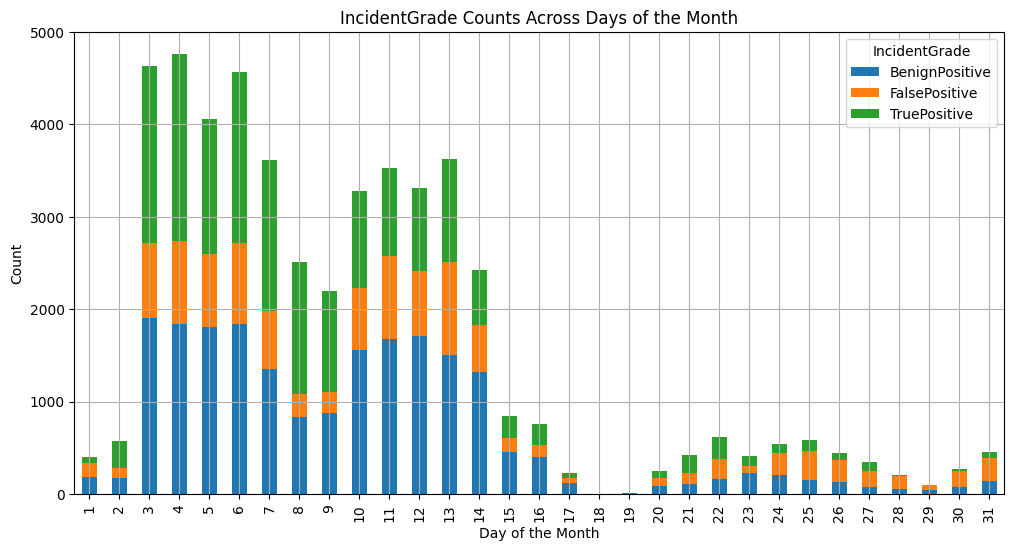 IncidentGrade Counts Across Days of the Month
5000
4000
3000
2000
1000
0
Count
IncidentGrade
BenignPositive
FalsePositive
TruePositive
1 2 3 4 5 6 7 8 9 10 11 12 13 14 15 16 17 18 19 20 21 22 23 24 25 26 27 28 29 30 31
Day of the Month